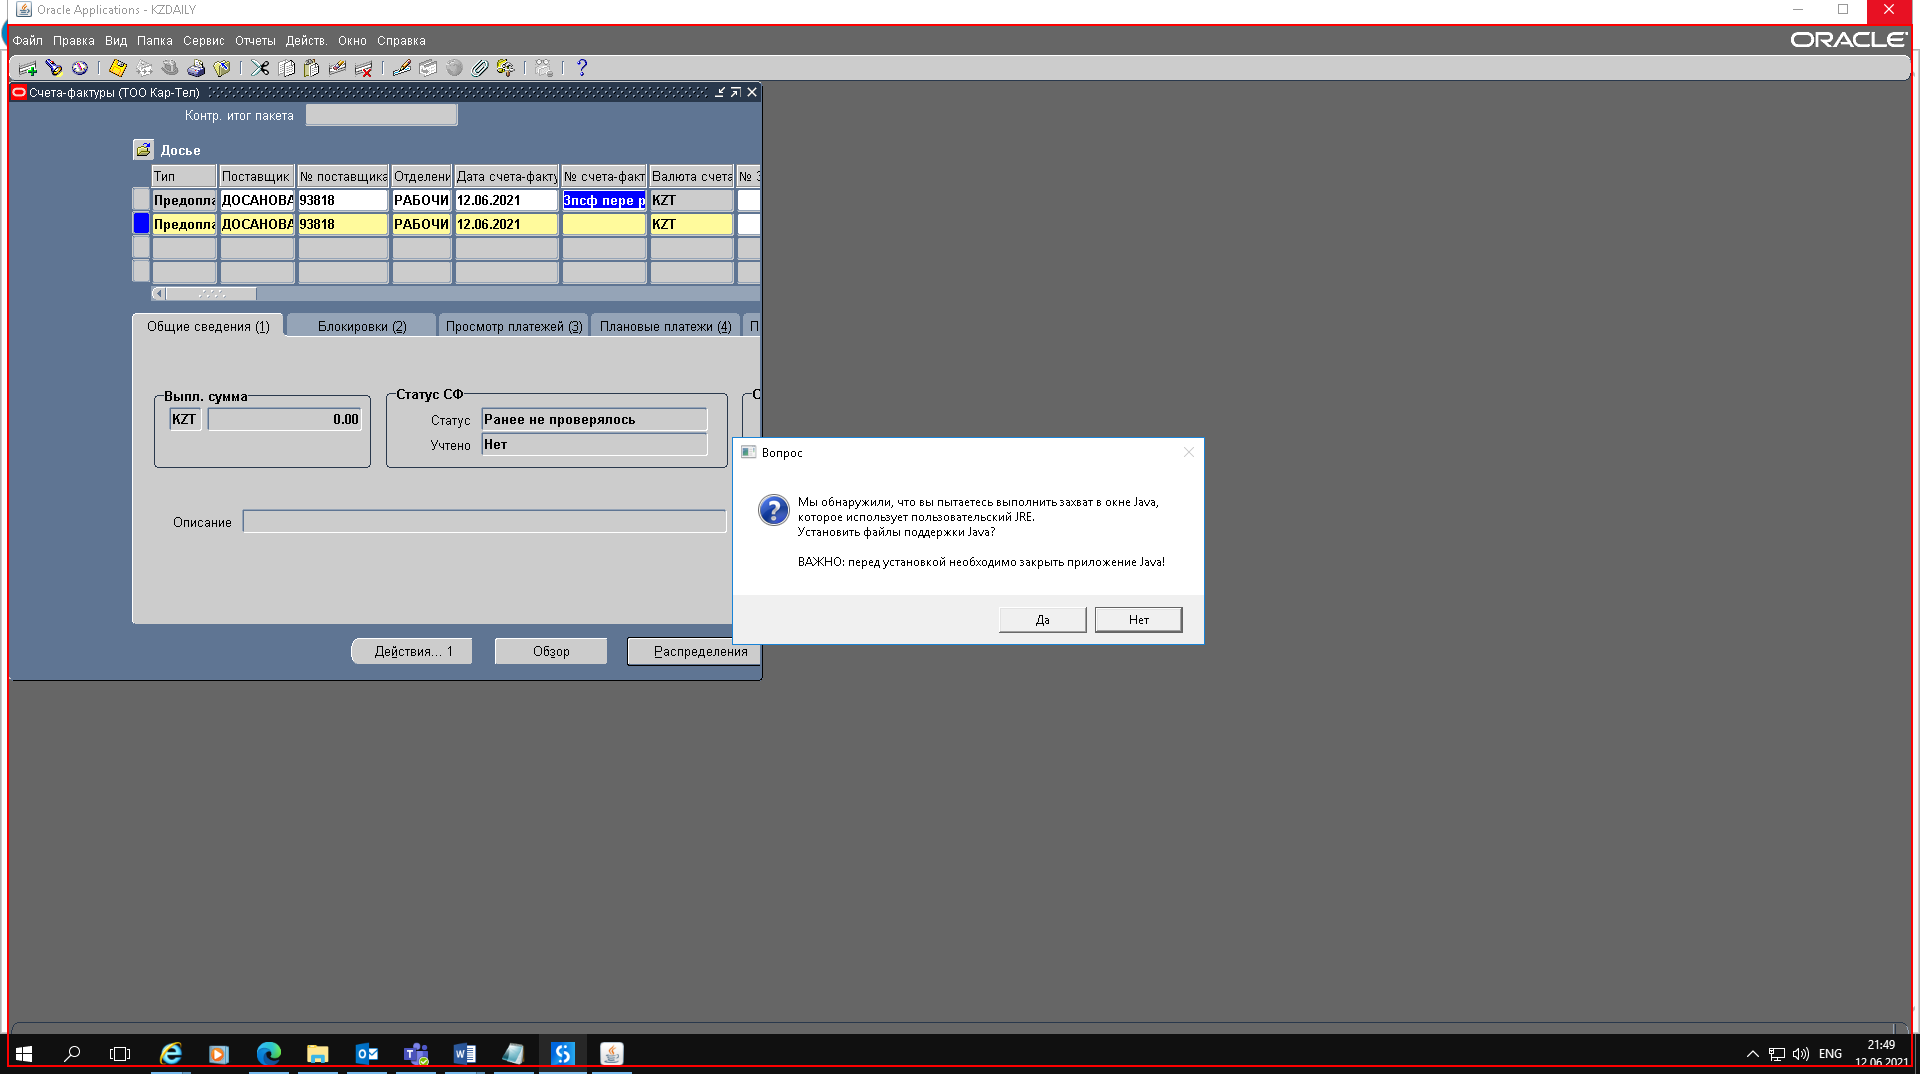 Oracle Applications - KZDAILY
Файл Правка Вид Папка Сервис Отчеты Действ. Окно Справка
ORACLE
Счета-фактуры (ТОО Кар-Тел)
Контр. итог пакета
Досье
Тип Поставщик № поставщика Отделени Дата счета-факту № счета-факт Валюта счета №
Предопла ДОСАНОВА 93818 РАБОЧИ 12.06.2021 Зпсф пере р KZT
Предопла ДОСАНОВА 93818 РАБОЧИ 12.06.2021 KZT
Общие сведения (1) Блокировки (2) Просмотр платежей (3) Плановые платежи (4) П
Выпл. сумма
KZT 0.00
Статус СФ
Статус Ранее не проверялось
Учтено Нет
Описание
Действия... 1 Обзор Распределения
Вопрос
Мы обнаружили, что вы пытаетесь выполнить захват в окне Java,
которое использует пользовательский JRE.
Установить файлы поддержки Java?
ВАЖНО: перед установкой необходимо закрыть приложение Java!
Да Нет
ENG
21:49
12.06.2021